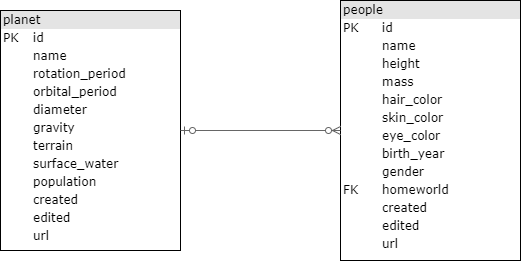 planet
PK id
name
rotation_period
orbital_period
diameter
gravity
terrain
surface_water
population
created
edited
url
people
PK id
name
height
mass
hair_color
skin_color
eye_color
birth_year
gender
FK homeworld
created
edited
url